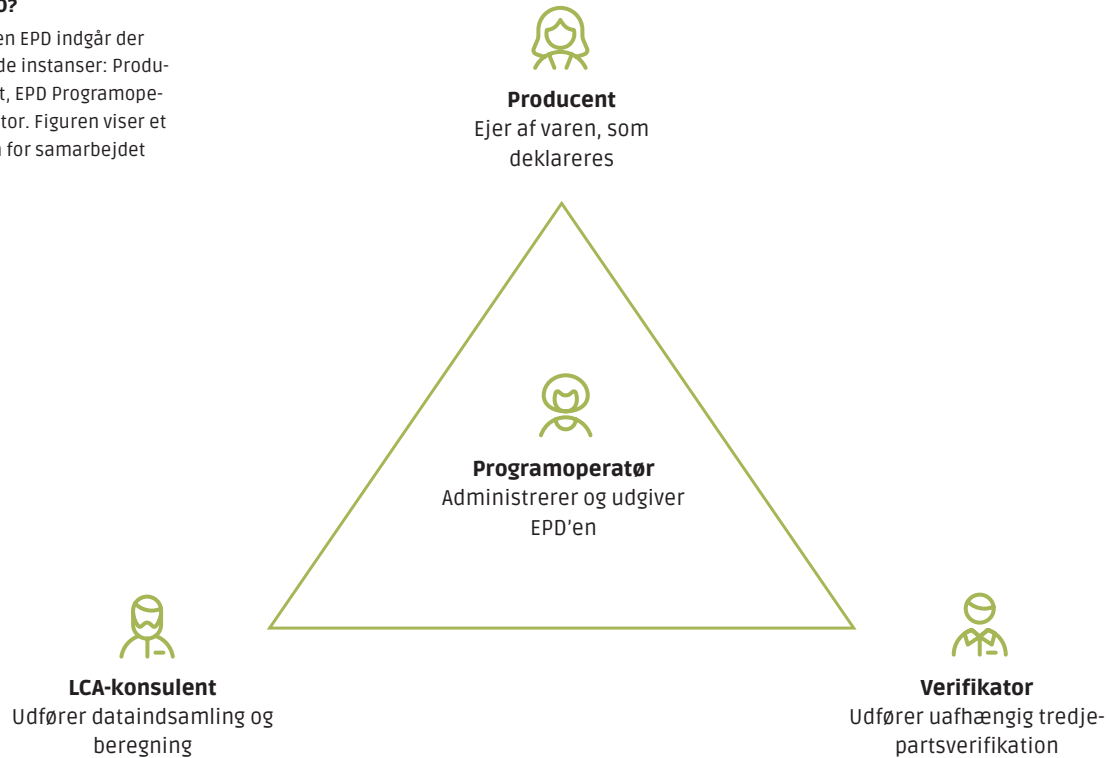 en EPD indgår der
de instanser: Produ-
t, EPD Programope-
tor. Figuren viser et
for samarbejdet
Producent
Ejer af varen, som
deklareres
Programoperatør
Administrerer og udgiver
EPD'en
LCA-konsulent
Udfører dataindsamling og
beregning
Verifikator
Udfører uafhængig tredje-
partsverifikation